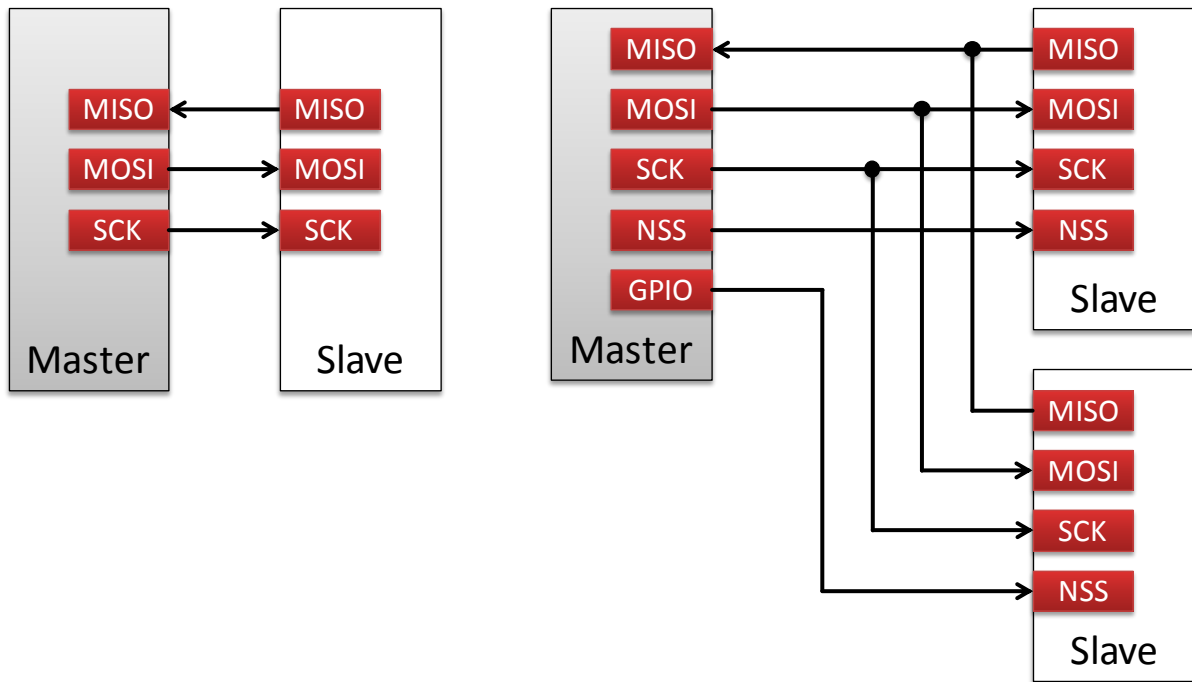 MISO
MOSI
SCK
Master
MISO
MOSI
SCK
Slave
MISO
MOSI
SCK
NSS
GPIO
Master
MISO
MOSI
SCK
NSS
Slave
MISO
MOSI
SCK
NSS
Slave